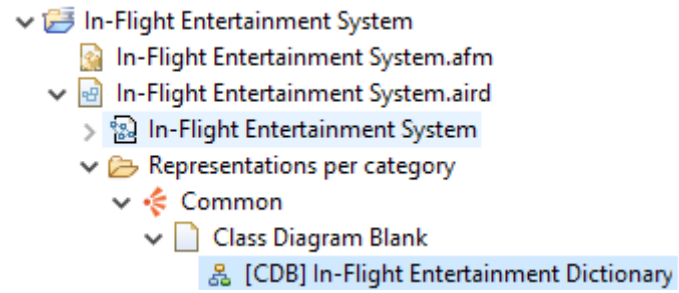 In-Flight Entertainment System
In-Flight Entertainment System.afm
In-Flight Entertainment System.aird
In-Flight Entertainment System
Representations per category
Common
Class Diagram Blank
[CDB] In-Flight Entertainment Dictionary